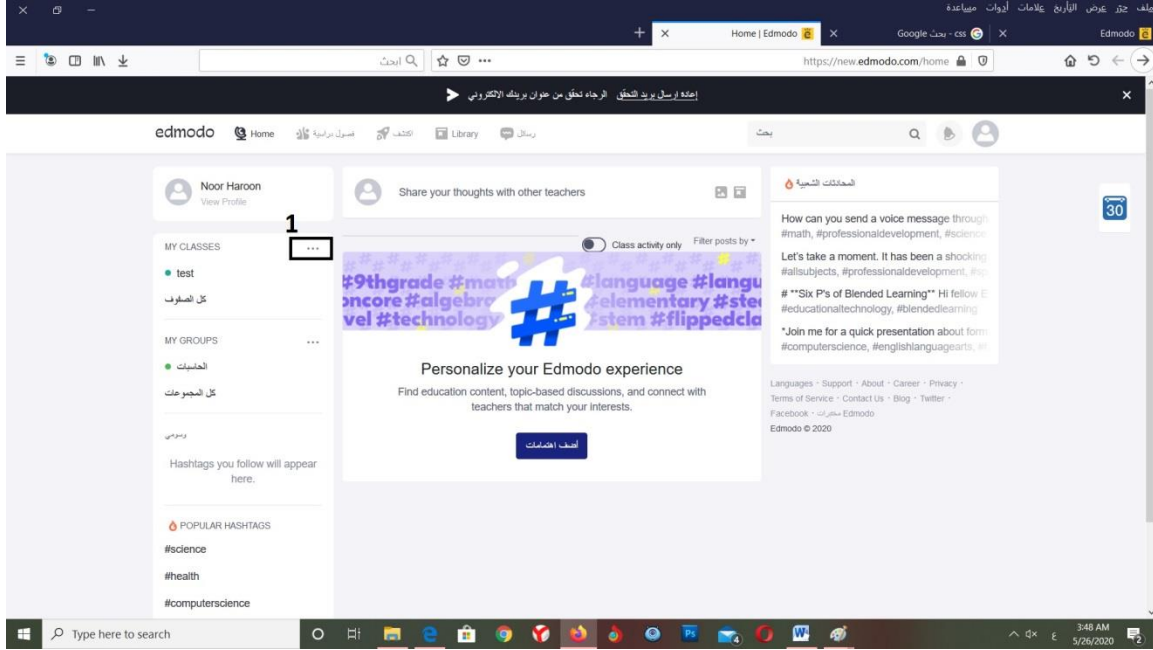 ملف حرّر عرض التأريخ علامات أدوات مساعدة
Edmodo
css - بحث Google
Home | Edmodo
https://new.edmodo.com/home
ابحث
إعادة إرسال بريد التحقق الرجاء تحقّق من عنوان بريدك الالكتروني
edmodo
Home
فصول دراسية
اكتشف
Library
رسائل
بحث
Noor Haroon
View Profile
1
MY CLASSES
test
كل الصفوف
MY GROUPS
الحاسبات
كل المجموعات
وسومي
Hashtags you follow will appear
here.
POPULAR HASHTAGS
#science
#health
#computerscience
Share your thoughts with other teachers
Class activity only
Filter posts by
#9thgrade #math #language #langu
oncore #algebra #elementary #ste
vel #technology #stem #flippedcla
Personalize your Edmodo experience
Find education content, topic-based discussions, and connect with
teachers that match your interests.
أضف اهتمامات
المحادثات الشعبية
How can you send a voice message through
#math, #professionaldevelopment, #science
Let's take a moment. It has been a shocking
#allsubjects, #professionaldevelopment,
# **Six P's of Blended Learning** Hi fellow E
#educationaltechnology, #blendedlearning
"Join me for a quick presentation about form
#computerscience, #englishlanguagearts,
Languages · Support · About · Career · Privacy ·
Terms of Service · Contact Us · Blog · Twitter ·
Facebook · Edmodo
Edmodo © 2020
30
Type here to search
ع
3:48 AM
5/26/2020